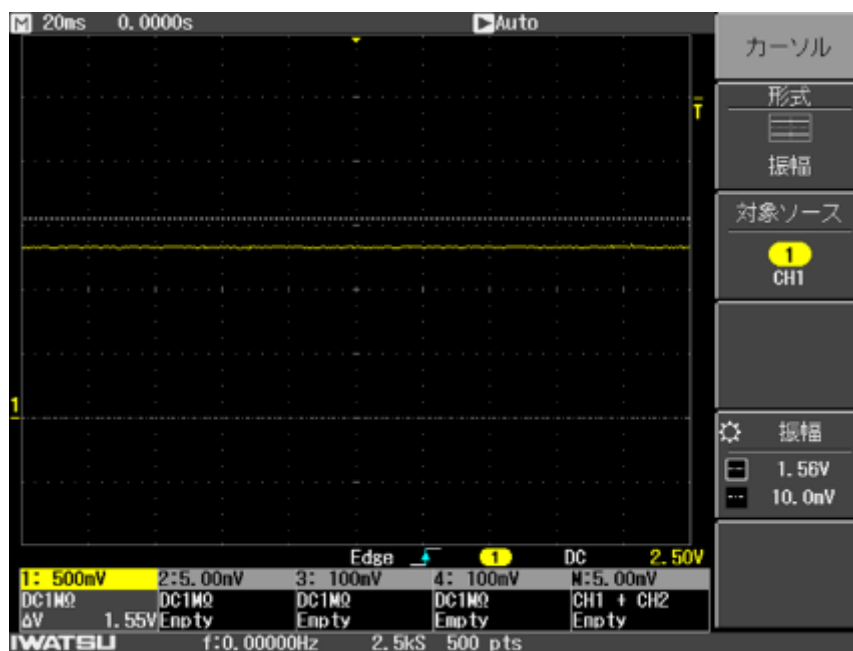 M 20ms 0.0000s Auto
カーソル
形式
振幅
対象ソース
1
CH1
T
1
振幅
1.56V
10.0mV
Edge 1 DC 2.50V
1: 500mV 2:5.00mV 3: 100mV 4: 100mV M:5.00mV
DC1MΩ DC1MΩ DC1MΩ DC1MΩ CH1 + CH2
ΔV 1.55V Empty Empty Empty Empty
IWATSU f:0.00000Hz 2.5kS 500 pts